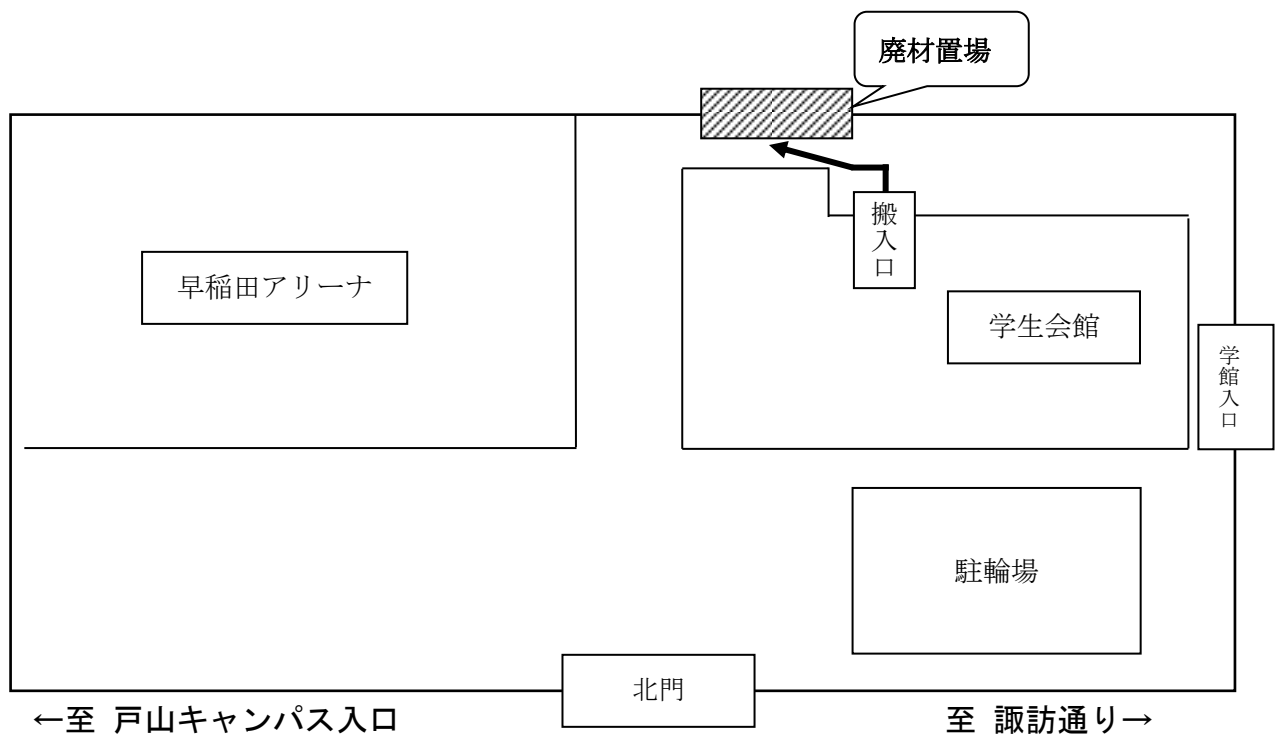 廃材置場
搬入口
早稲田アリーナ
学生会館
学館入口
駐輪場
北門
←至 戸山キャンパス入口
至 諏訪通り→